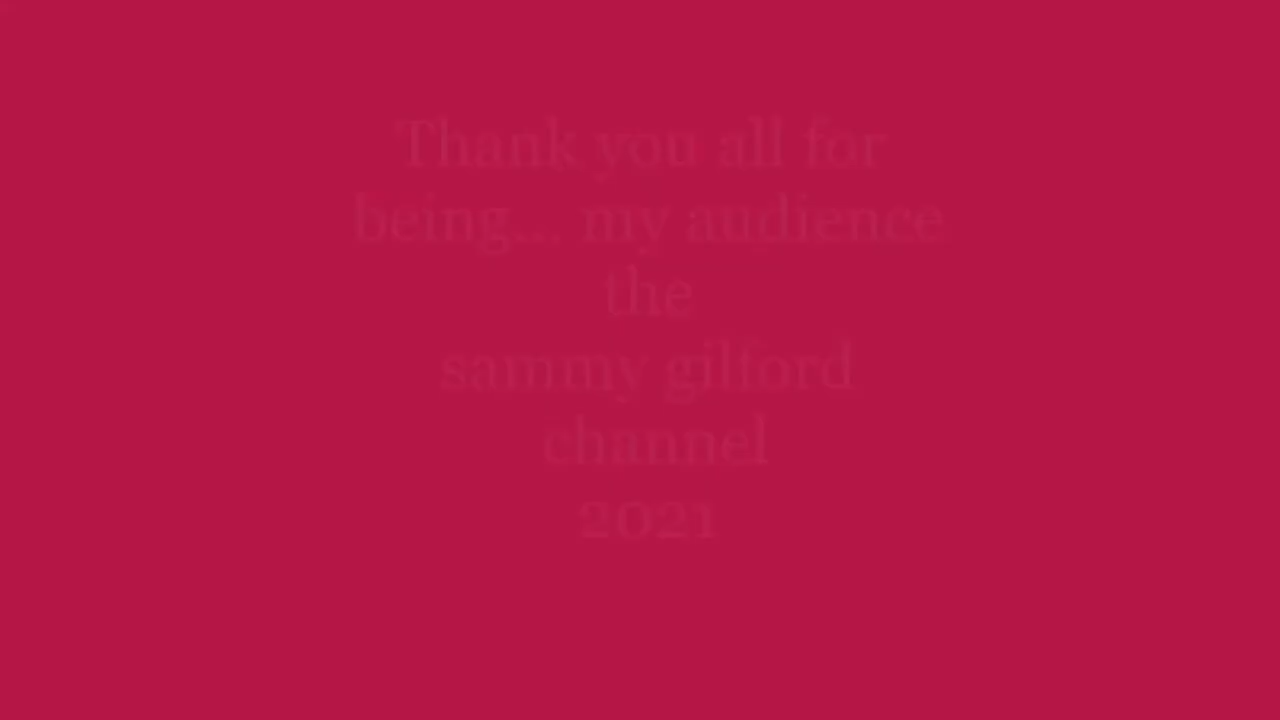 Thank you all for
being... my audience
the
sammy gilford
channel
2021